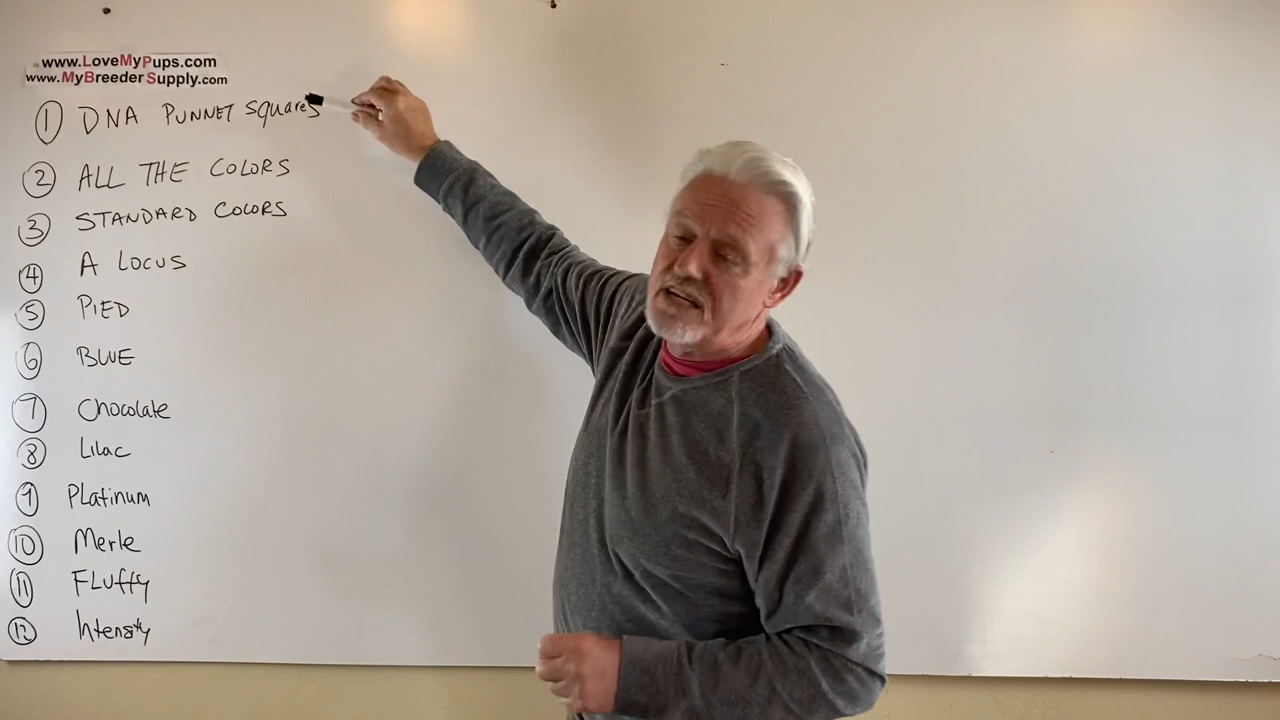 www.LoveMyPups.com
www.MyBreederSupply.com
1 DNA PUNNET squares
2 ALL THE COLORS
3 STANDARD COLORS
4 A LOCUS
5 PIED
6 BLUE
7 Chocolate
8 Lilac
9 Platinum
10 Merle
11 FLuffy
12 Intensity